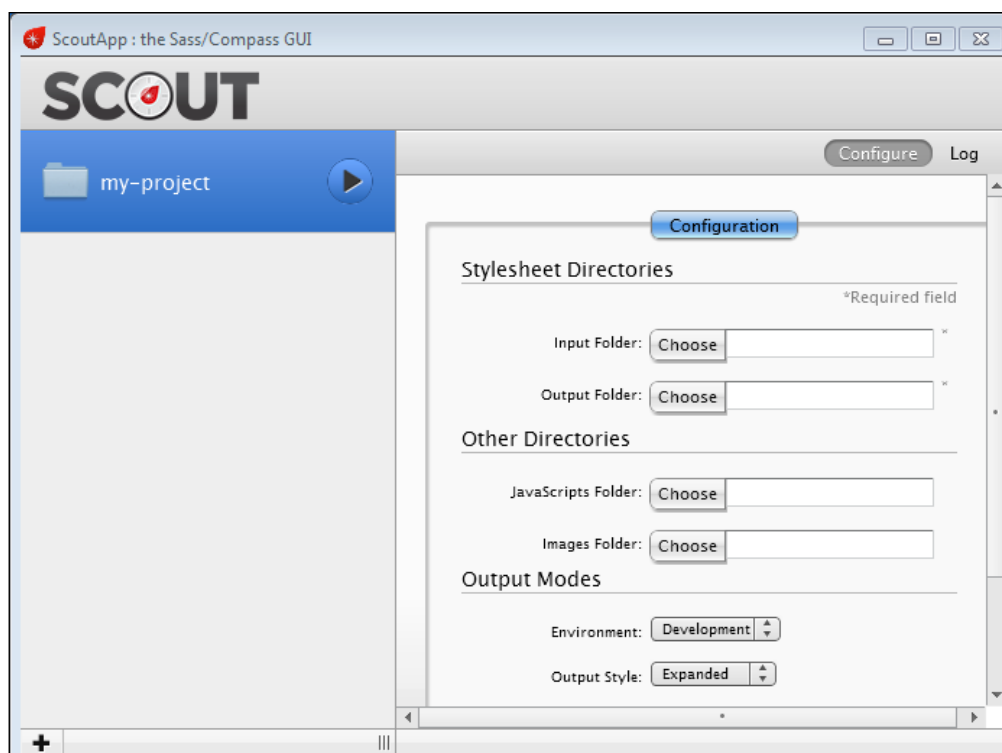 ScoutApp : the Sass/Compass GUI
SCOUT
my-project
Configure Log
Configuration
Stylesheet Directories
*Required field
Input Folder: Choose *
Output Folder: Choose *
Other Directories
JavaScripts Folder: Choose
Images Folder: Choose
Output Modes
Environment: Development
Output Style: Expanded